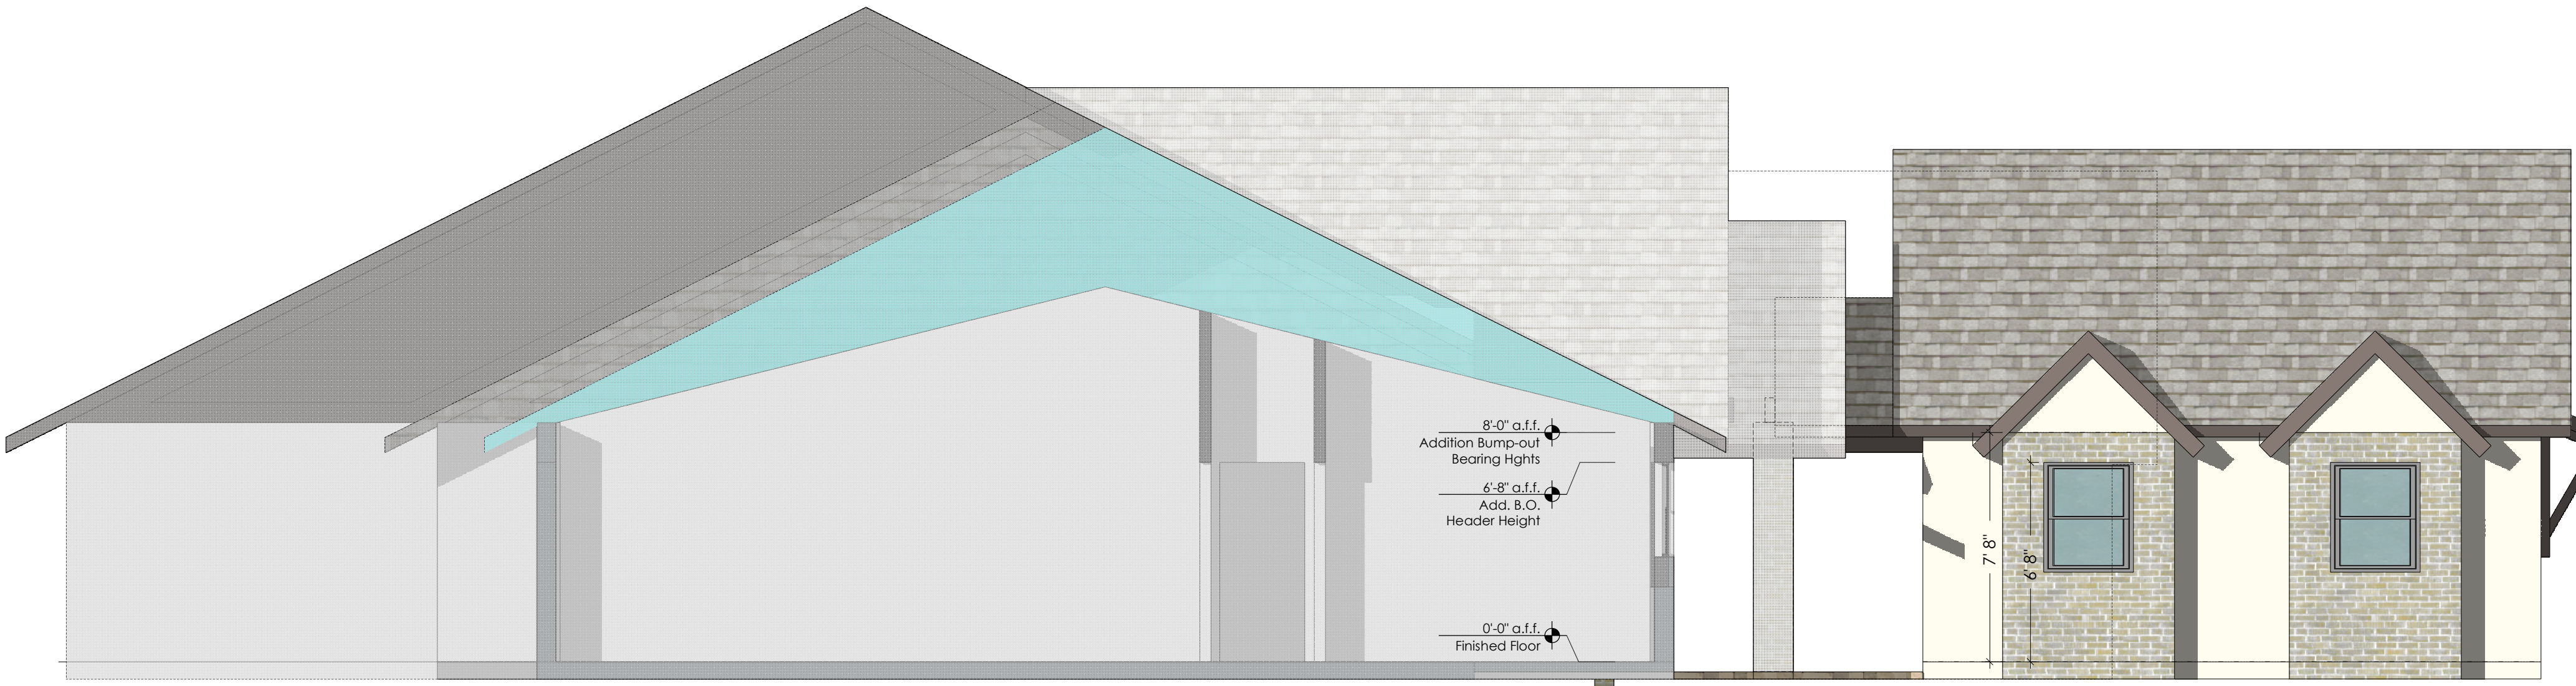 8'-0" a.f.f.
Addition Bump-out
Bearing Hghts
6'-8" a.f.f.
Add. B.O.
Header Height
0'-0" a.f.f.
Finished Floor
7' 8"
6' 8"